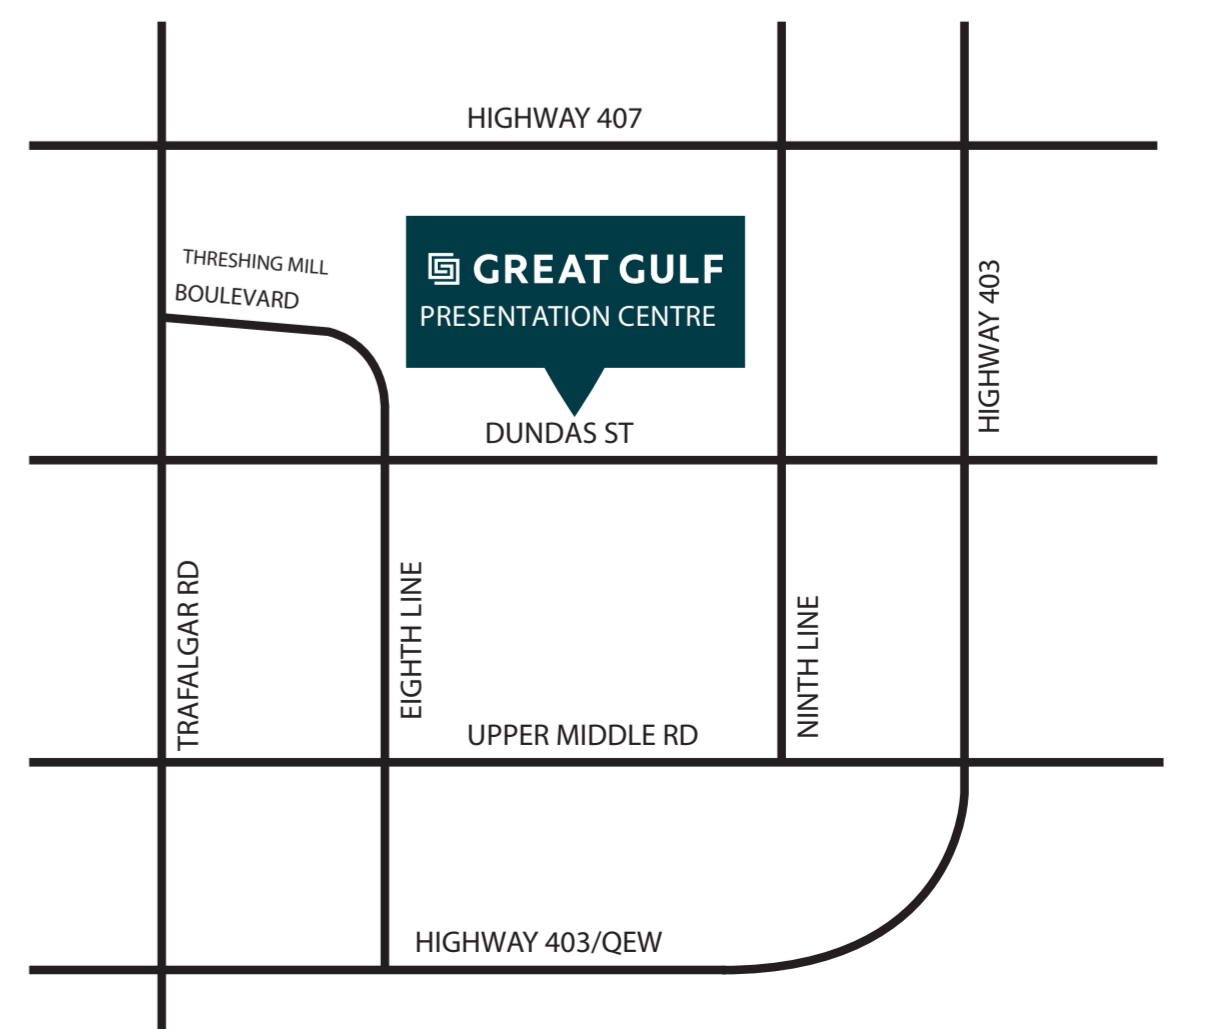 HIGHWAY 407
THRESHING MILL
BOULEVARD
GREAT GULF
PRESENTATION CENTRE
HIGHWAY 403
DUNDAS ST
TRAFALGAR RD
EIGHTH LINE
NINTH LINE
UPPER MIDDLE RD
HIGHWAY 403/QEW